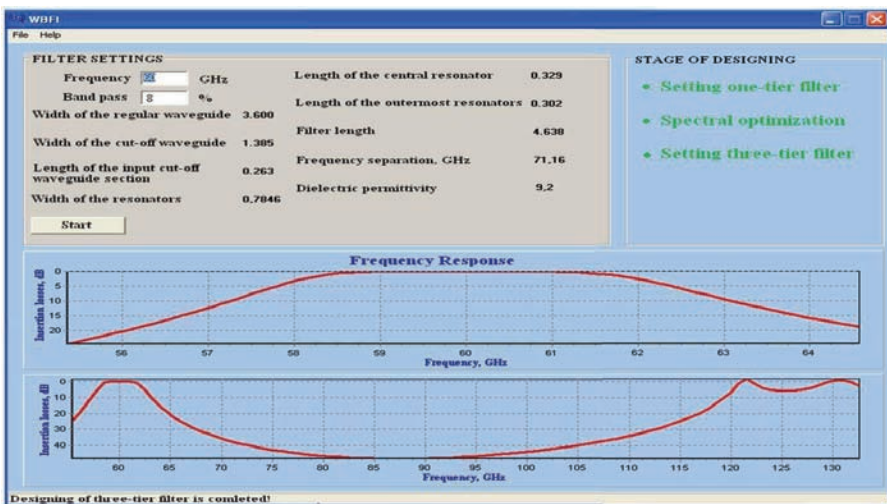 WBFI
File Help
FILTER SETTINGS
Frequency GHz
Band pass 8 %
Width of the regular waveguide 3.600
Width of the cut-off waveguide 1.385
Length of the input cut-off
waveguide section 0.263
Width of the resonators 0,7846
Start
Length of the central resonator 0.329
Length of the outermost resonators 0.302
Filter length 4.638
Frequency separation, GHz 71,16
Dielectric permittivity 9,2
STAGE OF DESIGNING
Setting one-tier filter
Spectral optimization
Setting three-tier filter
Frequency Response
Insertion losses, dB
0
5
10
15
20
56 57 58 59 60 61 62 63 64
Frequency, GHz
Insertion losses, dB
0
10
20
30
40
60 65 70 75 80 85 90 95 100 105 110 115 120 125 130
Frequency, GHz
Designing of three-tier filter is comleted!